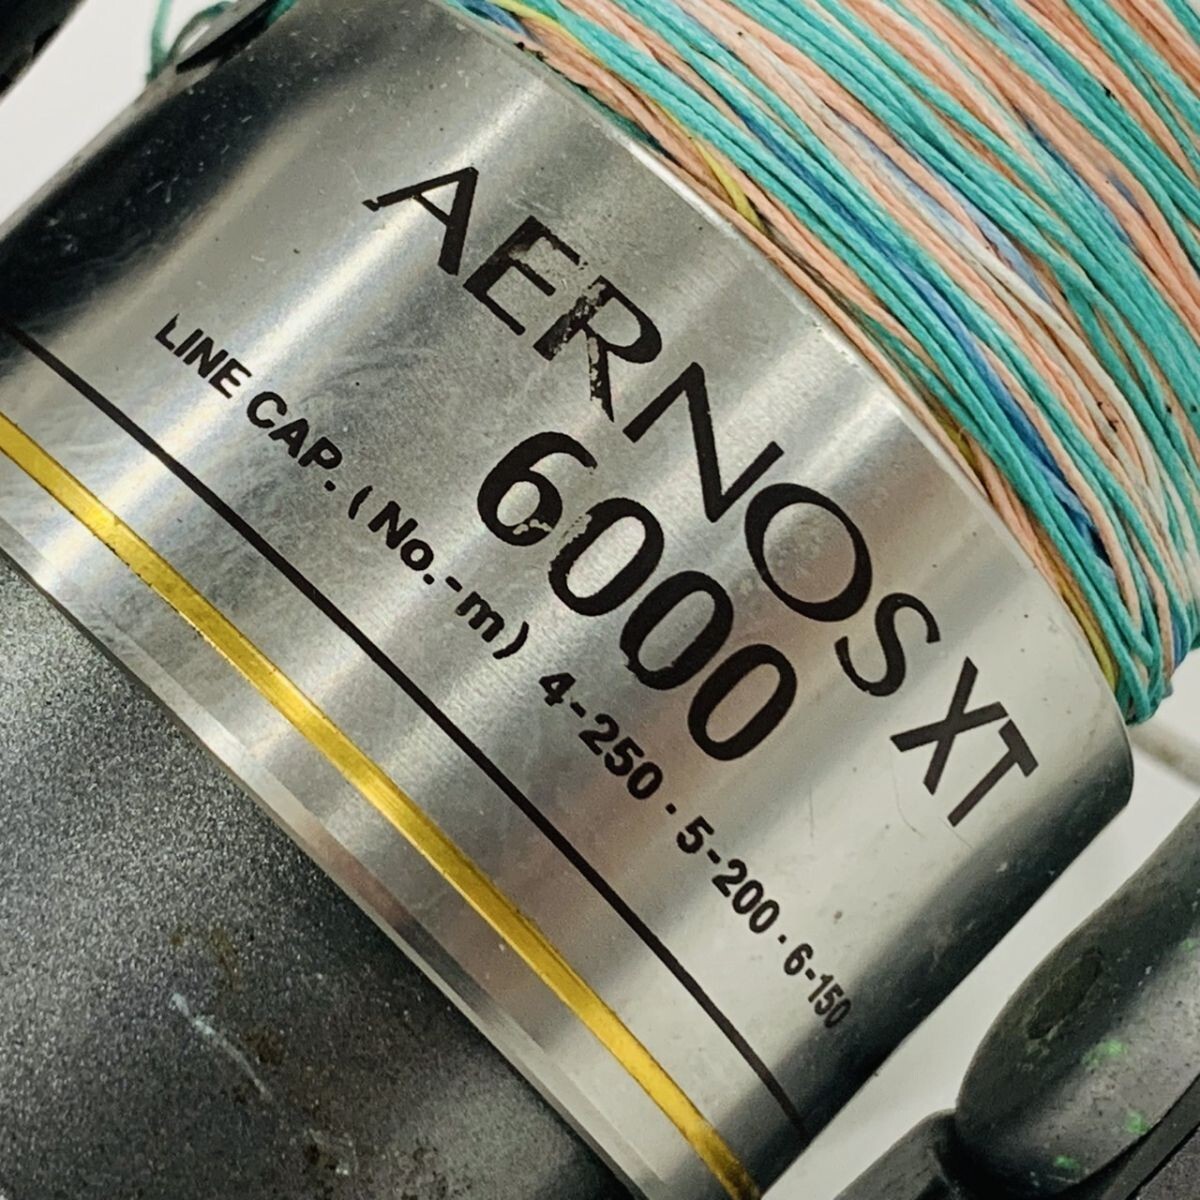 AERNOS XT
6000
LINE CAP. (No.-m) 4-250・5-200・6-150